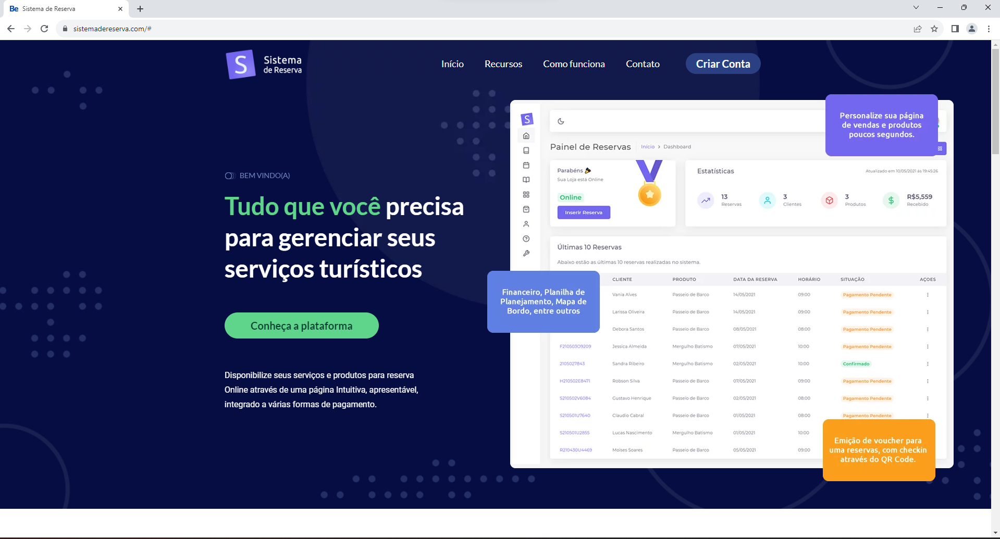 Be Sistema de Reserva
sistemadereserva.com/#
S Sistema
de Reserva
Início Recursos Como funciona Contato Criar Conta
BEM VINDO(A)
Tudo que você precisa
para gerenciar seus
serviços turísticos
Conheça a plataforma
Disponibilize seus serviços e produtos para reserva
Online através de uma página Intuitiva, apresentável,
integrado a várias formas de pagamento.
S
Personalize sua página
de vendas e produtos
poucos segundos.
Painel de Reservas Início > Dashboard
Parabéns
Sua Loja está Online
Online
Inserir Reserva
Estatísticas Atualizado em 10/05/2021 ás 19:45:26
13 3 3 R$5,559
Reservas Clientes Produtos Recebido
Últimas 10 Reservas
Abaixo estão as últimas 10 reservas realizadas no sistema.
Financeiro, Planilha de
Planejamento, Mapa de
Bordo, entre outros
CLIENTE PRODUTO DATA DA RESERVA HORÁRIO SITUAÇÃO AÇOES
Vania Alves Passeio de Barco 14/05/2021 09:00 Pagamento Pendente
Larissa Oliveira Passeio de Barco 14/05/2021 09:00 Pagamento Pendente
Debora Santos Passeio de Barco 08/05/2021 08:00 Pagamento Pendente
F210503O9209 Jessica Almeida Mergulho Batismo 07/05/2021 10:00 Pagamento Pendente
2105027843 Sandra Ribeiro Mergulho Batismo 02/05/2021 10:00 Confirmado
H210502E8471 Robson Silva Passeio de Barco 07/05/2021 09:00 Pagamento Pendente
S210502V6084 Gustavo Henrique Passeio de Barco 02/05/2021 08:00 Pagamento Pendente
S210501U7640 Claudio Cabral Passeio de Barco 01/05/2021 08:00 Pagamento Pendente
S210501U2855 Lucas Nascimento Mergulho Batismo 01/05/2021 10:00
R210430U4469 Moises Soares Passeio de Barco 05/05/2021 09:00
Emição de voucher para
uma reservas, com checkin
através do QR Code.